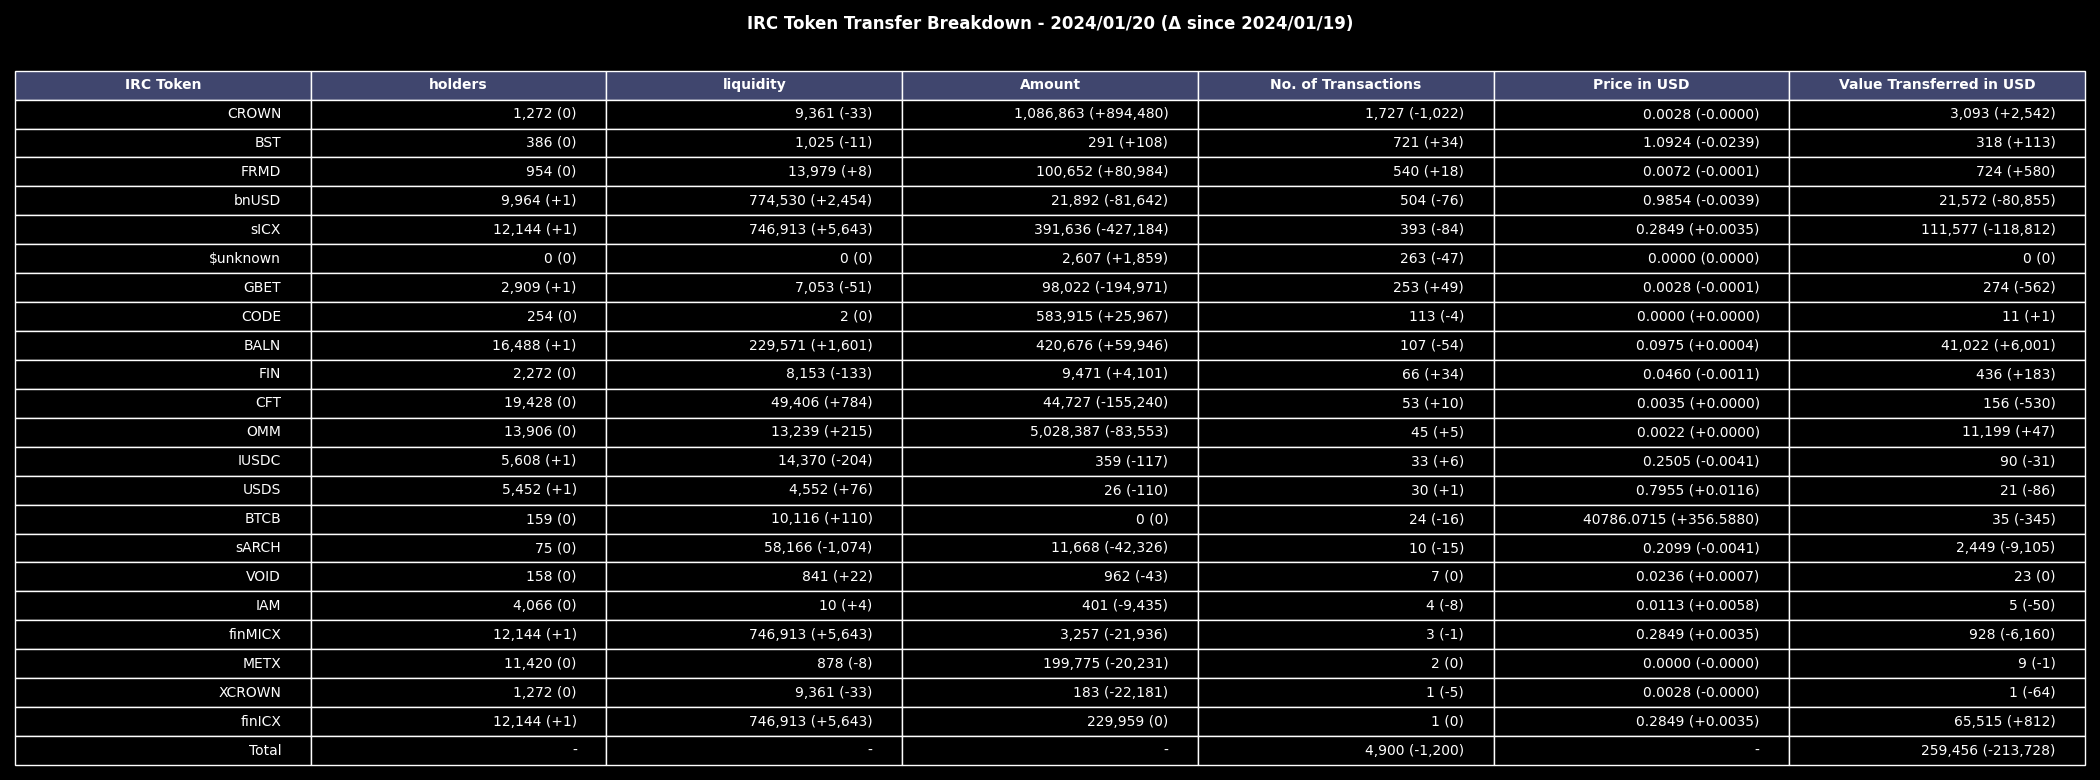 IRC Token Transfer Breakdown - 2024/01/20 (Δ since 2024/01/19)
IRC Token holders liquidity Amount No. of Transactions Price in USD Value Transferred in USD
CROWN 1,272 (0) 9,361 (-33) 1,086,863 (+894,480) 1,727 (-1,022) 0.0028 (-0.0000) 3,093 (+2,542)
BST 386 (0) 1,025 (-11) 291 (+108) 721 (+34) 1.0924 (-0.0239) 318 (+113)
FRMD 954 (0) 13,979 (+8) 100,652 (+80,984) 540 (+18) 0.0072 (-0.0001) 724 (+580)
bnUSD 9,964 (+1) 774,530 (+2,454) 21,892 (-81,642) 504 (-76) 0.9854 (-0.0039) 21,572 (-80,855)
sICX 12,144 (+1) 746,913 (+5,643) 391,636 (-427,184) 393 (-84) 0.2849 (+0.0035) 111,577 (-118,812)
$unknown 0 (0) 0 (0) 2,607 (+1,859) 263 (-47) 0.0000 (0.0000) 0 (0)
GBET 2,909 (+1) 7,053 (-51) 98,022 (-194,971) 253 (+49) 0.0028 (-0.0001) 274 (-562)
CODE 254 (0) 2 (0) 583,915 (+25,967) 113 (-4) 0.0000 (+0.0000) 11 (+1)
BALN 16,488 (+1) 229,571 (+1,601) 420,676 (+59,946) 107 (-54) 0.0975 (+0.0004) 41,022 (+6,001)
FIN 2,272 (0) 8,153 (-133) 9,471 (+4,101) 66 (+34) 0.0460 (-0.0011) 436 (+183)
CFT 19,428 (0) 49,406 (+784) 44,727 (-155,240) 53 (+10) 0.0035 (+0.0000) 156 (-530)
OMM 13,906 (0) 13,239 (+215) 5,028,387 (-83,553) 45 (+5) 0.0022 (+0.0000) 11,199 (+47)
IUSDC 5,608 (+1) 14,370 (-204) 359 (-117) 33 (+6) 0.2505 (-0.0041) 90 (-31)
USDS 5,452 (+1) 4,552 (+76) 26 (-110) 30 (+1) 0.7955 (+0.0116) 21 (-86)
BTCB 159 (0) 10,116 (+110) 0 (0) 24 (-16) 40786.0715 (+356.5880) 35 (-345)
sARCH 75 (0) 58,166 (-1,074) 11,668 (-42,326) 10 (-15) 0.2099 (-0.0041) 2,449 (-9,105)
VOID 158 (0) 841 (+22) 962 (-43) 7 (0) 0.0236 (+0.0007) 23 (0)
IAM 4,066 (0) 10 (+4) 401 (-9,435) 4 (-8) 0.0113 (+0.0058) 5 (-50)
finMICX 12,144 (+1) 746,913 (+5,643) 3,257 (-21,936) 3 (-1) 0.2849 (+0.0035) 928 (-6,160)
METX 11,420 (0) 878 (-8) 199,775 (-20,231) 2 (0) 0.0000 (-0.0000) 9 (-1)
XCROWN 1,272 (0) 9,361 (-33) 183 (-22,181) 1 (-5) 0.0028 (-0.0000) 1 (-64)
finICX 12,144 (+1) 746,913 (+5,643) 229,959 (0) 1 (0) 0.2849 (+0.0035) 65,515 (+812)
Total - - - 4,900 (-1,200) - 259,456 (-213,728)